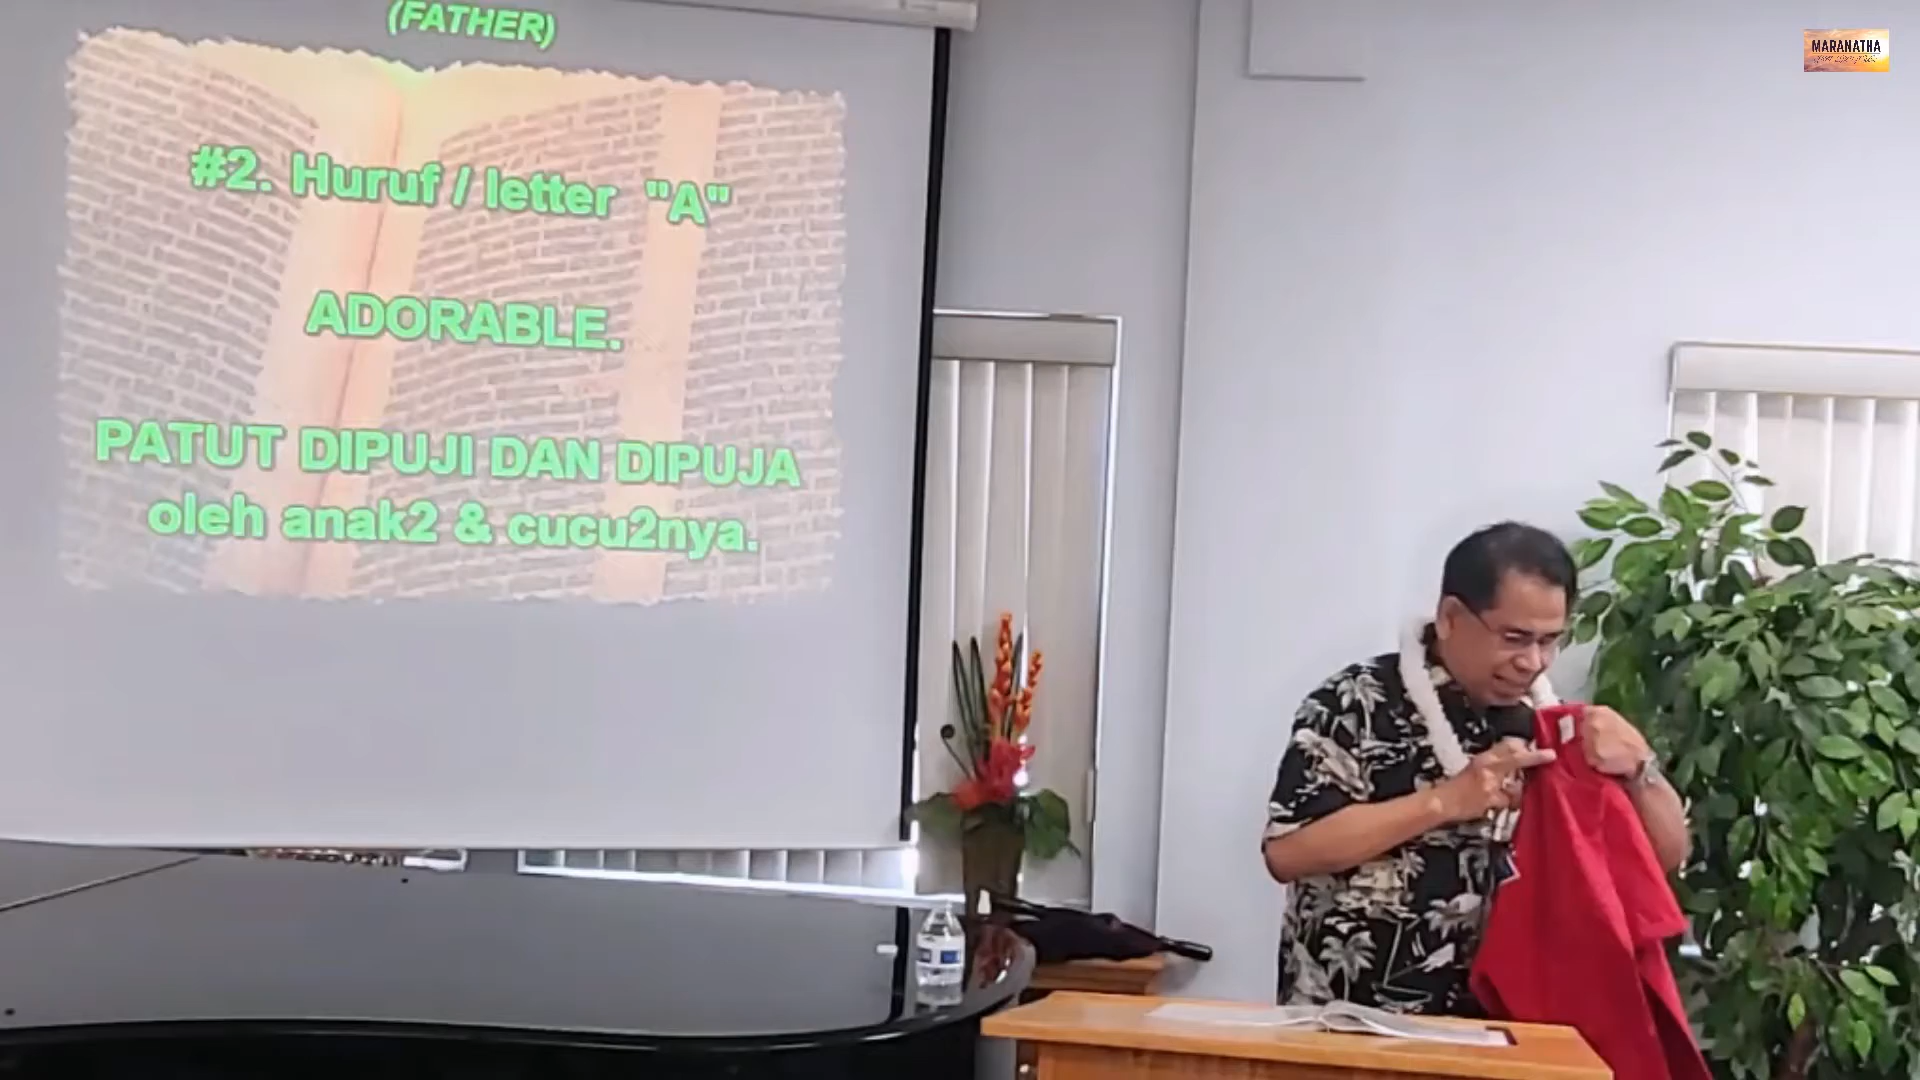 (FATHER)
#2. Huruf / letter "A"
ADORABLE.
PATUT DIPUJI DAN DIPUJA
oleh anak2 & cucu2nya.
MARANATHA